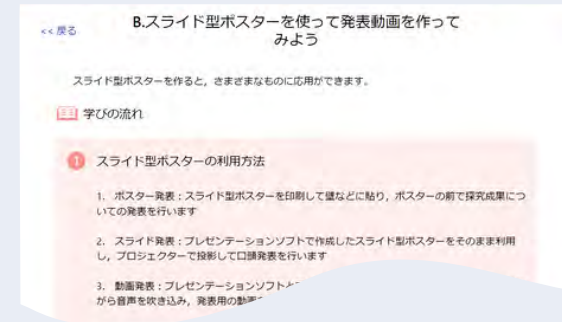 << 戻る
B.スライド型ポスターを使って発表動画を作って
みよう
スライド型ポスターを作ると，さまざまなものに応用ができます。
学びの流れ
1 スライド型ポスターの利用方法
1. ポスター発表：スライド型ポスターを印刷して壁などに貼り，ポスターの前で探究成果につ
いての発表を行います
2. スライド発表：プレゼンテーションソフトで作成したスライド型ポスターをそのまま利用
し，プロジェクターで投影して口頭発表を行います
3. 動画発表：プレゼンテーションソフトと
がら音声を吹き込み，発表用の動画